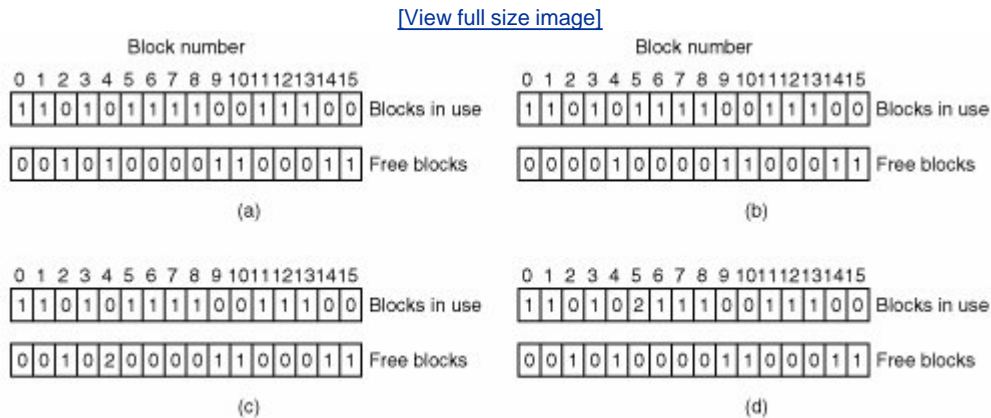 [View full size image]
Block number
0 1 2 3 4 5 6 7 8 9 10 11 12 13 14 15
1 1 0 1 0 1 1 1 1 0 0 1 1 1 0 0 Blocks in use
0 0 1 0 1 0 0 0 0 1 1 0 0 0 1 1 Free blocks
(a)
Block number
0 1 2 3 4 5 6 7 8 9 10 11 12 13 14 15
1 1 0 1 0 1 1 1 1 0 0 1 1 1 0 0 Blocks in use
0 0 0 0 1 0 0 0 0 1 1 0 0 0 1 1 Free blocks
(b)
0 1 2 3 4 5 6 7 8 9 10 11 12 13 14 15
1 1 0 1 0 1 1 1 1 0 0 1 1 1 0 0 Blocks in use
0 0 1 0 2 0 0 0 0 1 1 0 0 0 1 1 Free blocks
(c)
0 1 2 3 4 5 6 7 8 9 10 11 12 13 14 15
1 1 0 1 0 2 1 1 1 0 0 1 1 1 0 0 Blocks in use
0 0 1 0 1 0 0 0 0 1 1 0 0 0 1 1 Free blocks
(d)